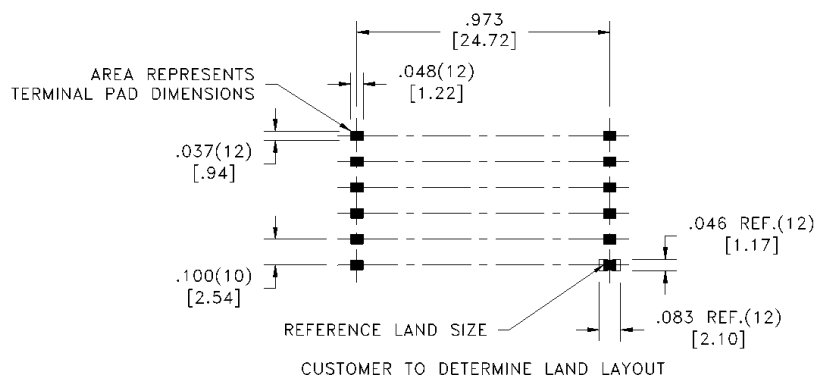 .973
[24.72]
AREA REPRESENTS
TERMINAL PAD DIMENSIONS
.048(12)
[1.22]
.037(12)
[.94]
.046 REF.(12)
[1.17]
.100(10)
[2.54]
REFERENCE LAND SIZE
.083 REF.(12)
[2.10]
CUSTOMER TO DETERMINE LAND LAYOUT